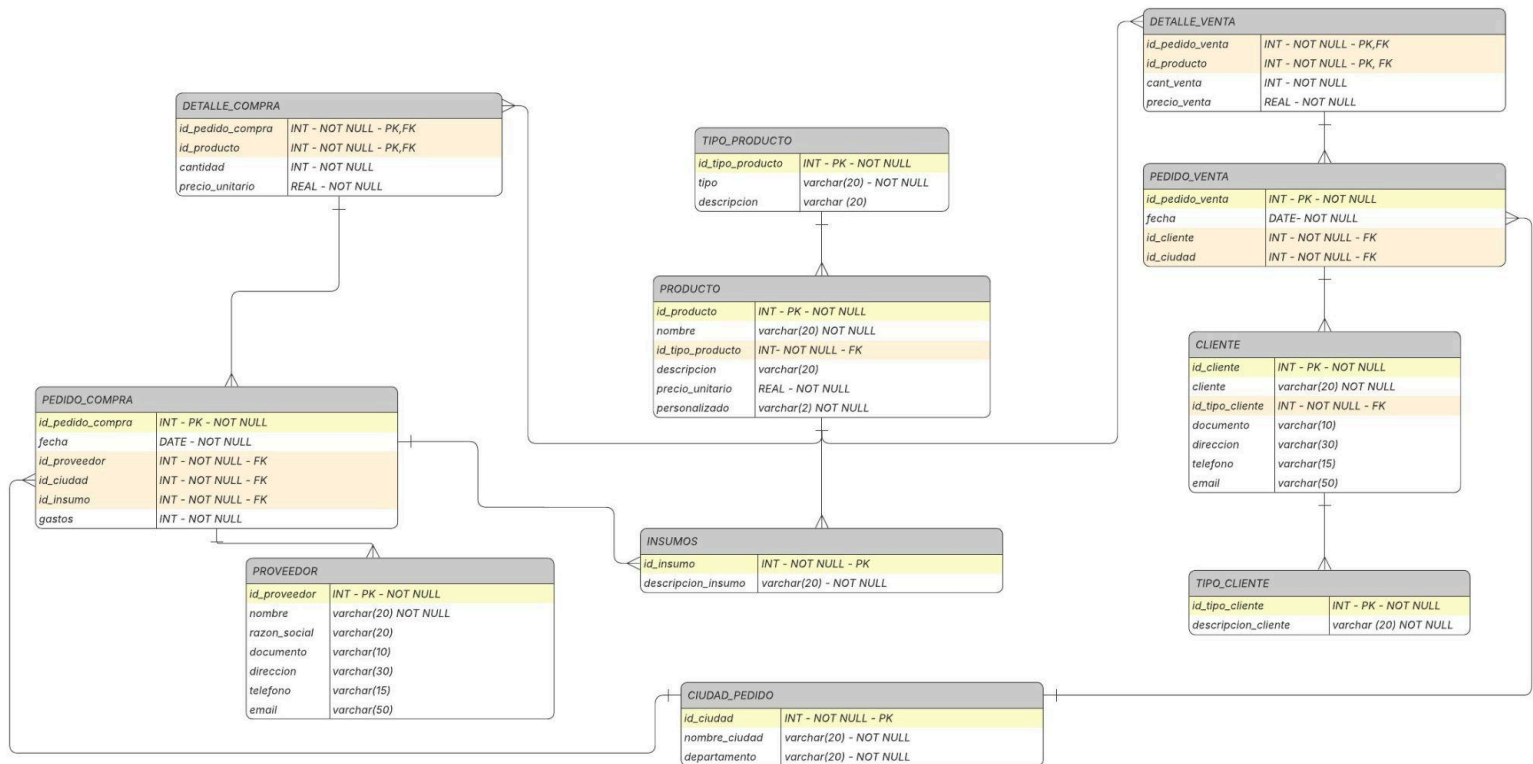 DETALLE_VENTA
id_pedido_venta INT - NOT NULL - PK,FK
id_producto INT - NOT NULL - PK, FK
cant_venta INT - NOT NULL
precio_venta REAL - NOT NULL
DETALLE_COMPRA
id_pedido_compra INT - NOT NULL - PK,FK
id_producto INT - NOT NULL - PK,FK
cantidad INT - NOT NULL
precio_unitario REAL - NOT NULL
TIPO_PRODUCTO
id_tipo_producto INT - PK - NOT NULL
tipo varchar(20) - NOT NULL
descripcion varchar (20)
PEDIDO_VENTA
id_pedido_venta INT - PK - NOT NULL
fecha DATE- NOT NULL
id_cliente INT - NOT NULL - FK
id_ciudad INT - NOT NULL - FK
PRODUCTO
id_producto INT - PK - NOT NULL
nombre varchar(20) NOT NULL
id_tipo_producto INT- NOT NULL - FK
descripcion varchar(20)
precio_unitario REAL - NOT NULL
personalizado varchar(2) NOT NULL
CLIENTE
id_cliente INT - PK - NOT NULL
cliente varchar(20) NOT NULL
id_tipo_cliente INT - NOT NULL - FK
documento varchar(10)
direccion varchar(30)
telefono varchar(15)
email varchar(50)
PEDIDO_COMPRA
id_pedido_compra INT - PK - NOT NULL
fecha DATE - NOT NULL
id_proveedor INT - NOT NULL - FK
id_ciudad INT - NOT NULL - FK
id_insumo INT - NOT NULL - FK
gastos INT - NOT NULL
INSUMOS
id_insumo INT - NOT NULL - PK
descripcion_insumo varchar(20) - NOT NULL
PROVEEDOR
id_proveedor INT - PK - NOT NULL
nombre varchar(20) NOT NULL
razon_social varchar(20)
documento varchar(10)
direccion varchar(30)
telefono varchar(15)
email varchar(50)
TIPO_CLIENTE
id_tipo_cliente INT - PK - NOT NULL
descripcion_cliente varchar (20) NOT NULL
CIUDAD_PEDIDO
id_ciudad INT - NOT NULL - PK
nombre_ciudad varchar(20) - NOT NULL
departamento varchar(20) - NOT NULL